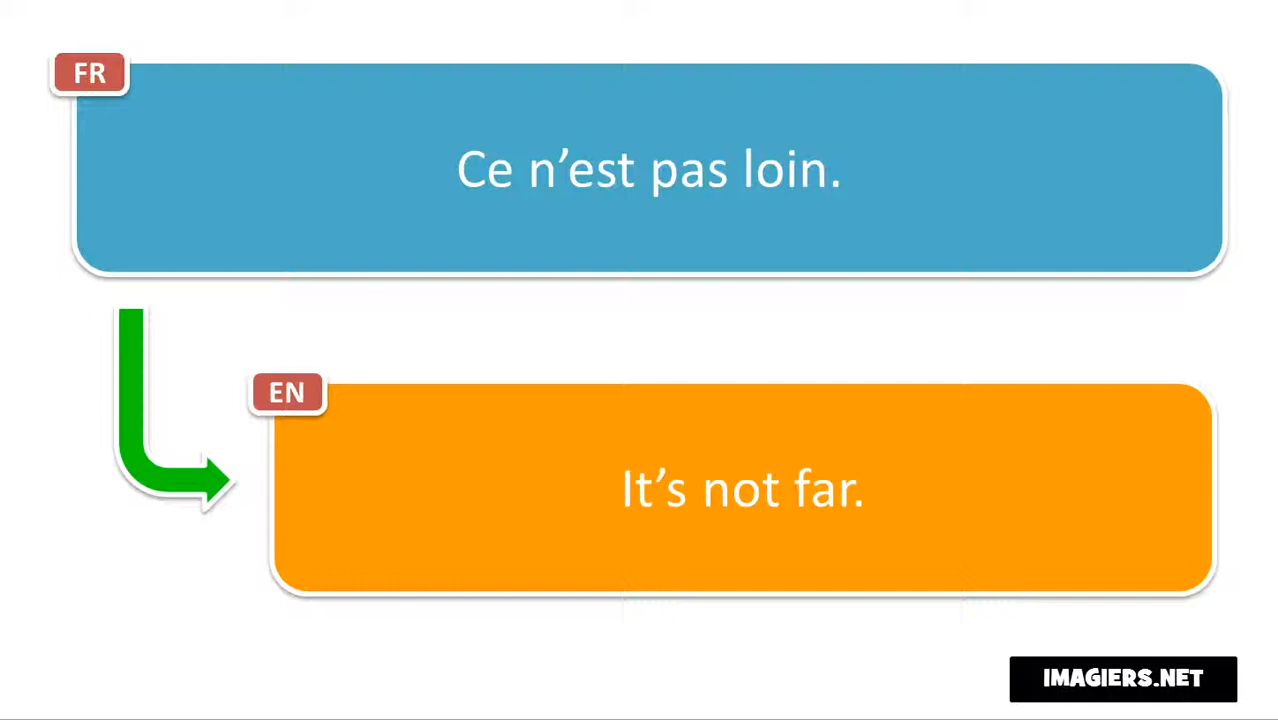 FR
Ce n’est pas loin.
EN
It’s not far.
IMAGIERS.NET